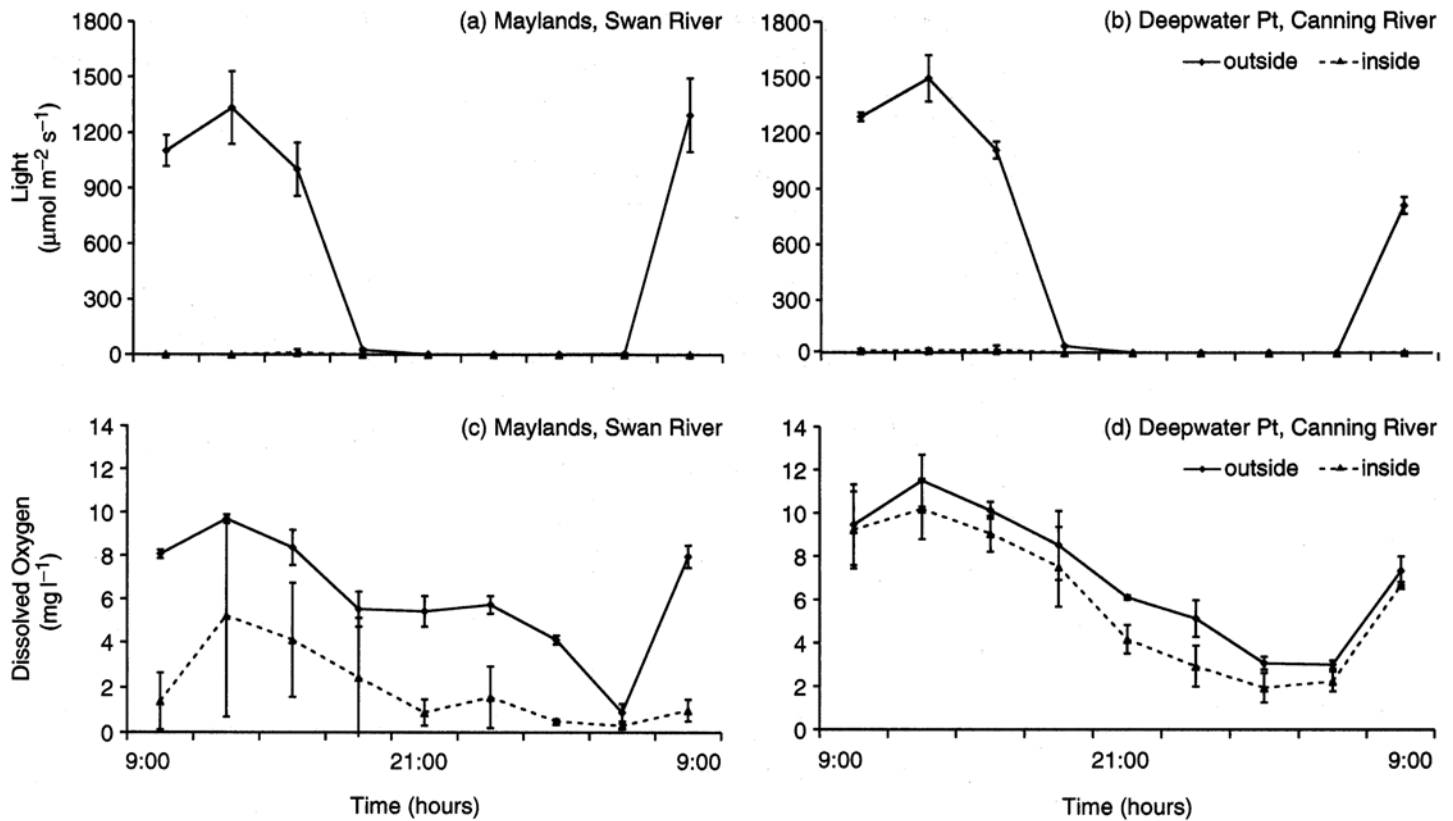 (a) Maylands, Swan River
1800
1500
1200
900
600
300
0
Light
(µmol m⁻² s⁻¹)
(b) Deepwater Pt, Canning River
outside inside
1800
1500
1200
900
600
300
0
(c) Maylands, Swan River
14
12
10
8
6
4
2
0
Dissolved Oxygen
(mg l⁻¹)
9:00 21:00 9:00
Time (hours)
(d) Deepwater Pt, Canning River
outside inside
14
12
10
8
6
4
2
0
9:00 21:00 9:00
Time (hours)